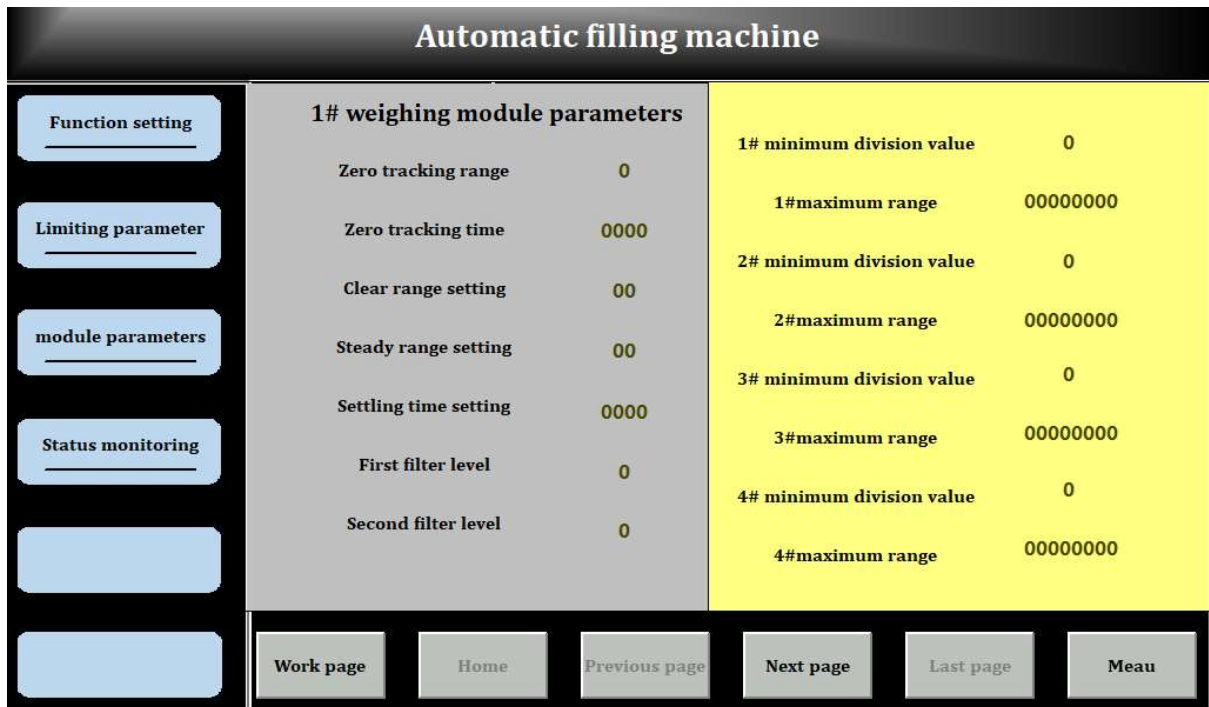 Automatic filling machine
Function setting
Limiting parameter
module parameters
Status monitoring
1# weighing module parameters
Zero tracking range 0
Zero tracking time 0000
Clear range setting 00
Steady range setting 00
Settling time setting 0000
First filter level 0
Second filter level 0
1# minimum division value 0
1#maximum range 00000000
2# minimum division value 0
2#maximum range 00000000
3# minimum division value 0
3#maximum range 00000000
4# minimum division value 0
4#maximum range 00000000
Work page Home Previous page Next page Last page Meau